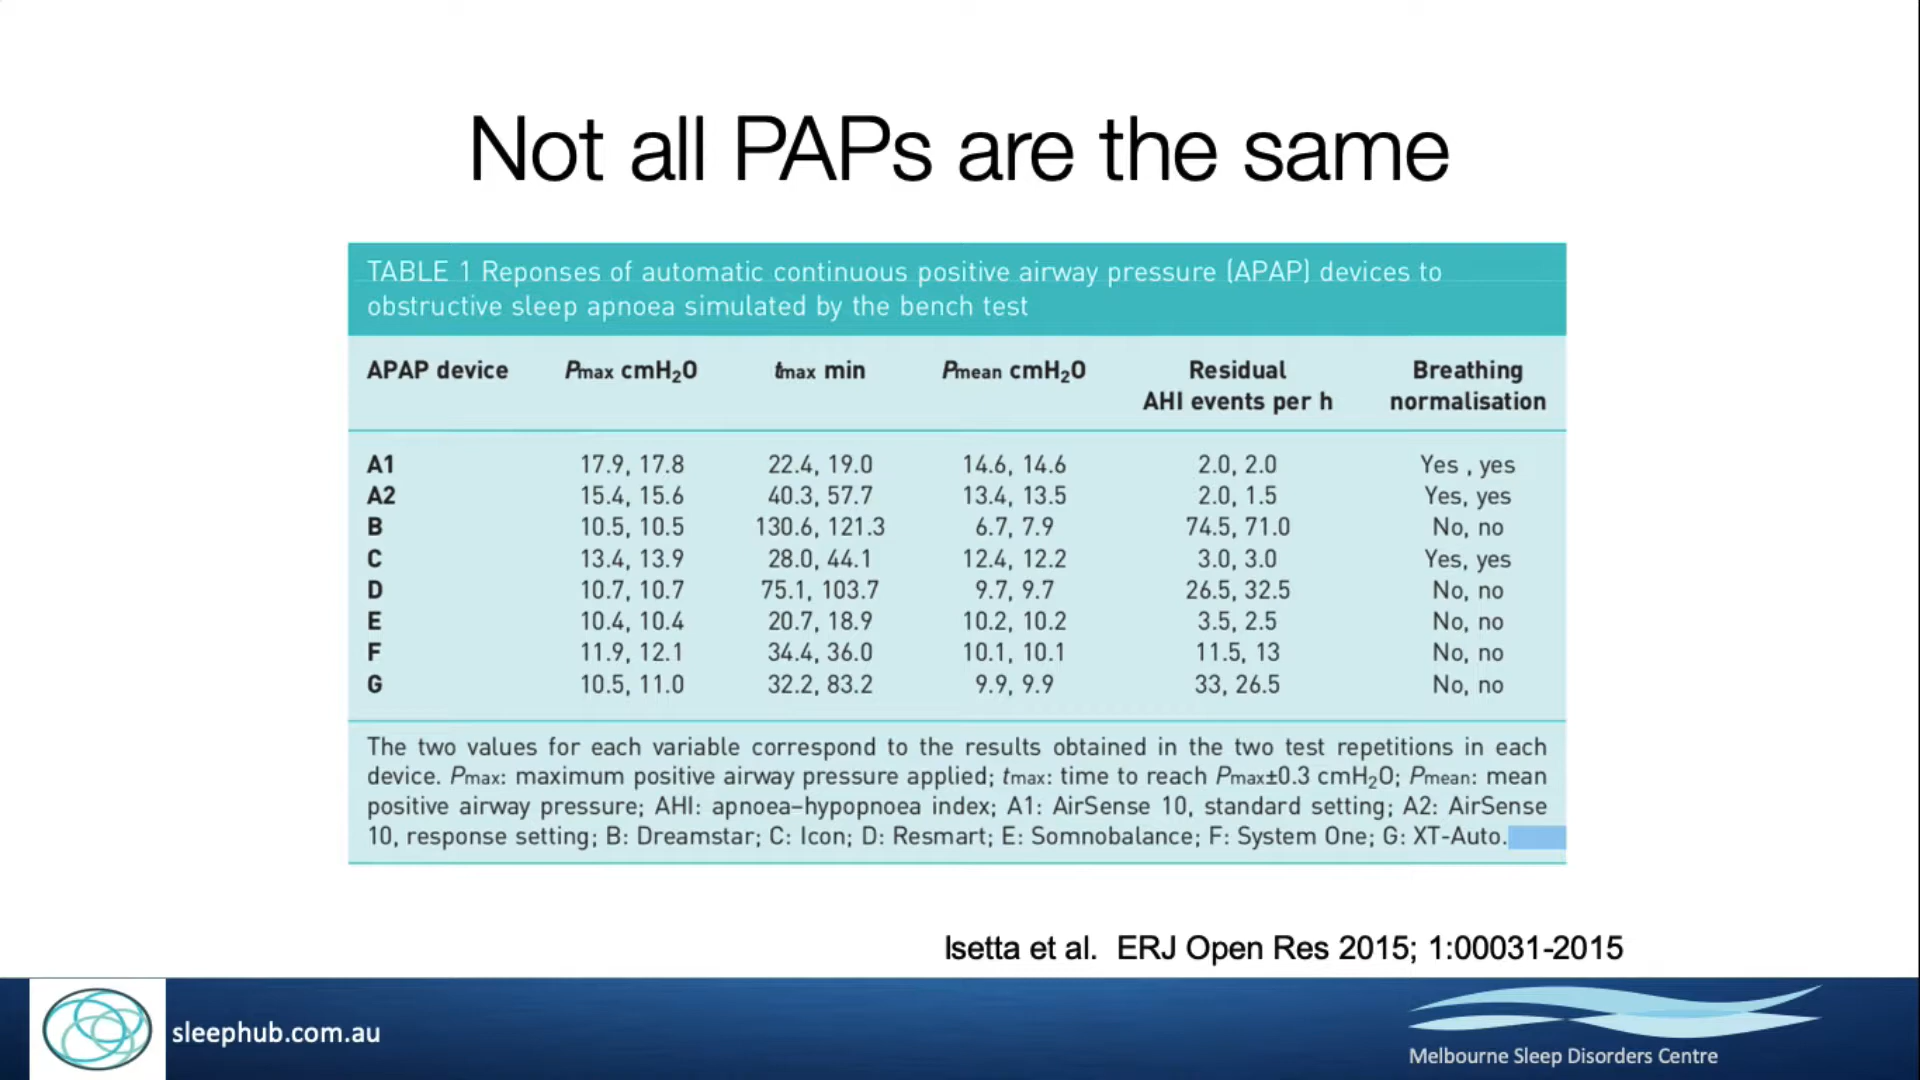 Not all PAPs are the same
TABLE 1 Reponses of automatic continuous positive airway pressure (APAP) devices to
obstructive sleep apnoea simulated by the bench test
APAP device Pmax cmH₂O tmax min Pmean cmH₂O Residual AHI events per h Breathing normalisation
A1 17.9, 17.8 22.4, 19.0 14.6, 14.6 2.0, 2.0 Yes , yes
A2 15.4, 15.6 40.3, 57.7 13.4, 13.5 2.0, 1.5 Yes, yes
B 10.5, 10.5 130.6, 121.3 6.7, 7.9 74.5, 71.0 No, no
C 13.4, 13.9 28.0, 44.1 12.4, 12.2 3.0, 3.0 Yes, yes
D 10.7, 10.7 75.1, 103.7 9.7, 9.7 26.5, 32.5 No, no
E 10.4, 10.4 20.7, 18.9 10.2, 10.2 3.5, 2.5 No, no
F 11.9, 12.1 34.4, 36.0 10.1, 10.1 11.5, 13 No, no
G 10.5, 11.0 32.2, 83.2 9.9, 9.9 33, 26.5 No, no
The two values for each variable correspond to the results obtained in the two test repetitions in each
device. Pmax: maximum positive airway pressure applied; tmax: time to reach Pmax±0.3 cmH₂O; Pmean: mean
positive airway pressure; AHI: apnoea–hypopnoea index; A1: AirSense 10, standard setting; A2: AirSense
10, response setting; B: Dreamstar; C: Icon; D: Resmart; E: Somnobalance; F: System One; G: XT-Auto.
Isetta et al. ERJ Open Res 2015; 1:00031-2015
sleephub.com.au
Melbourne Sleep Disorders Centre